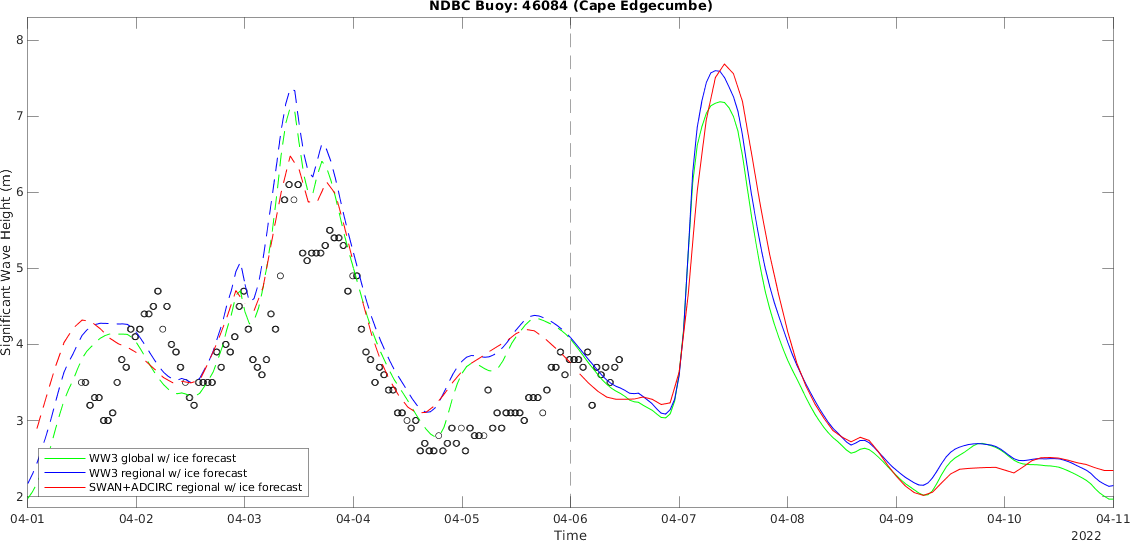 NDBC Buoy: 46084 (Cape Edgecumbe)
8
7
6
5
4
3
2
Significant Wave Height (m)
WW3 global w/ ice forecast
WW3 regional w/ ice forecast
SWAN+ADCIRC regional w/ ice forecast
04-01 04-02 04-03 04-04 04-05 04-06 04-07 04-08 04-09 04-10 04-11
Time
2022